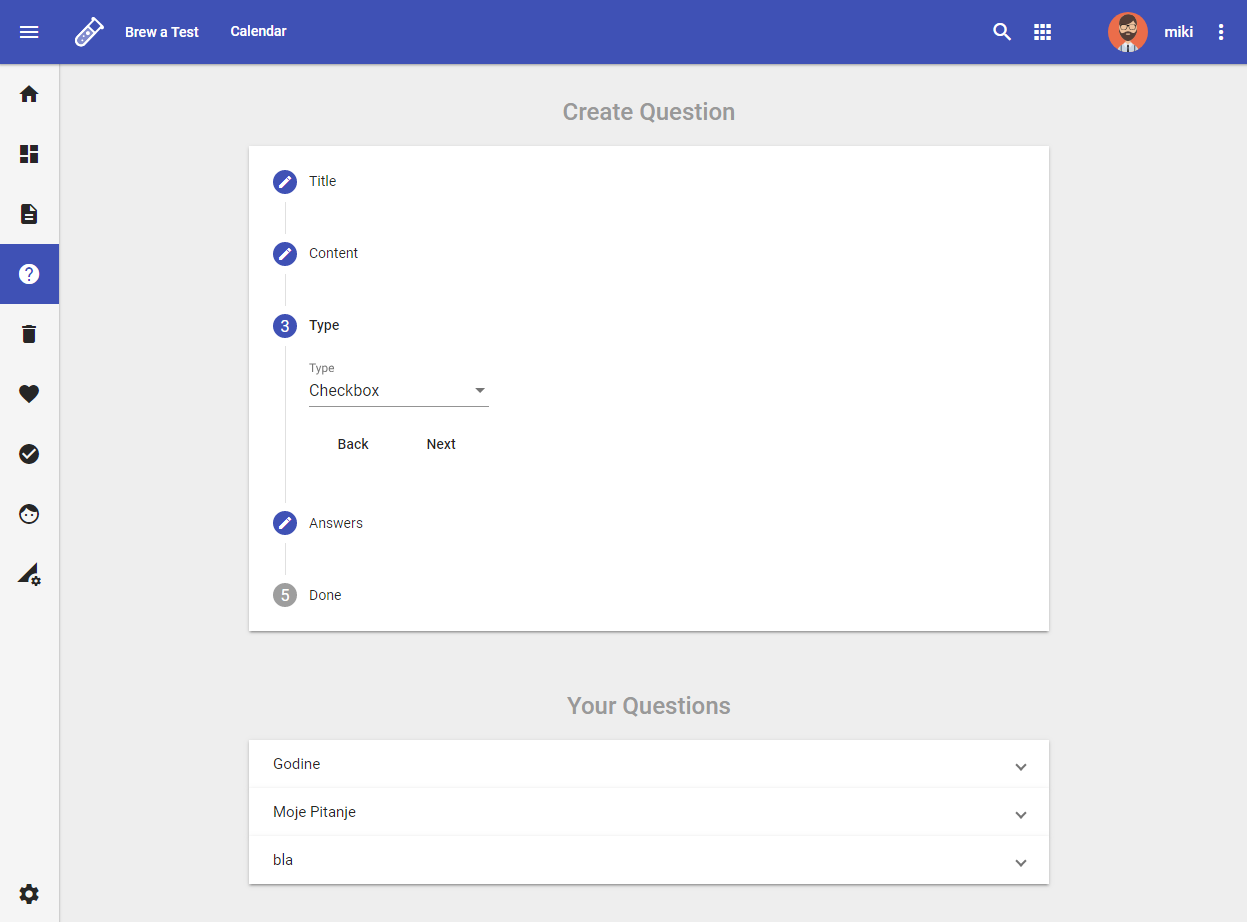 Brew a Test
Calendar
miki
Create Question
Title
Content
3 Type
Type
Checkbox
Back Next
Answers
5 Done
Your Questions
Godine
Moje Pitanje
bla